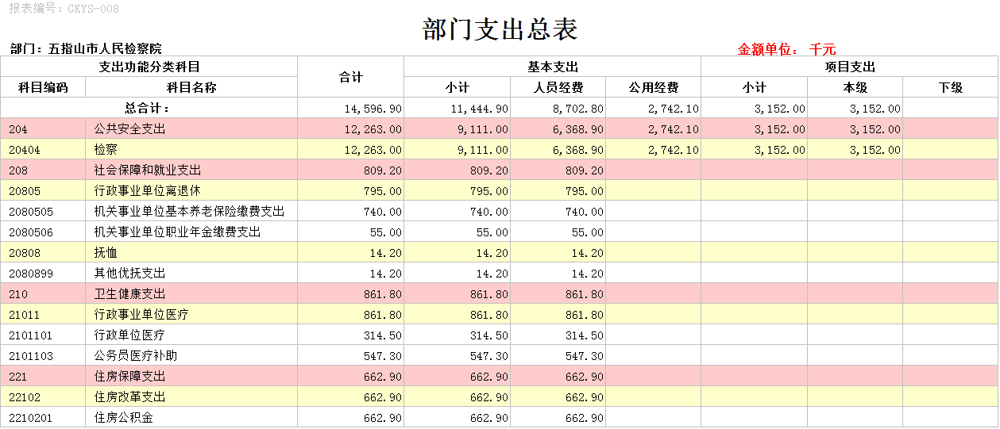 报表编号：GKYS-008
部门支出总表
部门：五指山市人民检察院 金额单位： 千元
支出功能分类科目 合计 基本支出 项目支出
科目编码 科目名称 小计 人员经费 公用经费 小计 本级 下级
总合计： 14,596.90 11,444.90 8,702.80 2,742.10 3,152.00 3,152.00
204 公共安全支出 12,263.00 9,111.00 6,368.90 2,742.10 3,152.00 3,152.00
20404 检察 12,263.00 9,111.00 6,368.90 2,742.10 3,152.00 3,152.00
208 社会保障和就业支出 809.20 809.20 809.20
20805 行政事业单位离退休 795.00 795.00 795.00
2080505 机关事业单位基本养老保险缴费支出 740.00 740.00 740.00
2080506 机关事业单位职业年金缴费支出 55.00 55.00 55.00
20808 抚恤 14.20 14.20 14.20
2080899 其他优抚支出 14.20 14.20 14.20
210 卫生健康支出 861.80 861.80 861.80
21011 行政事业单位医疗 861.80 861.80 861.80
2101101 行政单位医疗 314.50 314.50 314.50
2101103 公务员医疗补助 547.30 547.30 547.30
221 住房保障支出 662.90 662.90 662.90
22102 住房改革支出 662.90 662.90 662.90
2210201 住房公积金 662.90 662.90 662.90